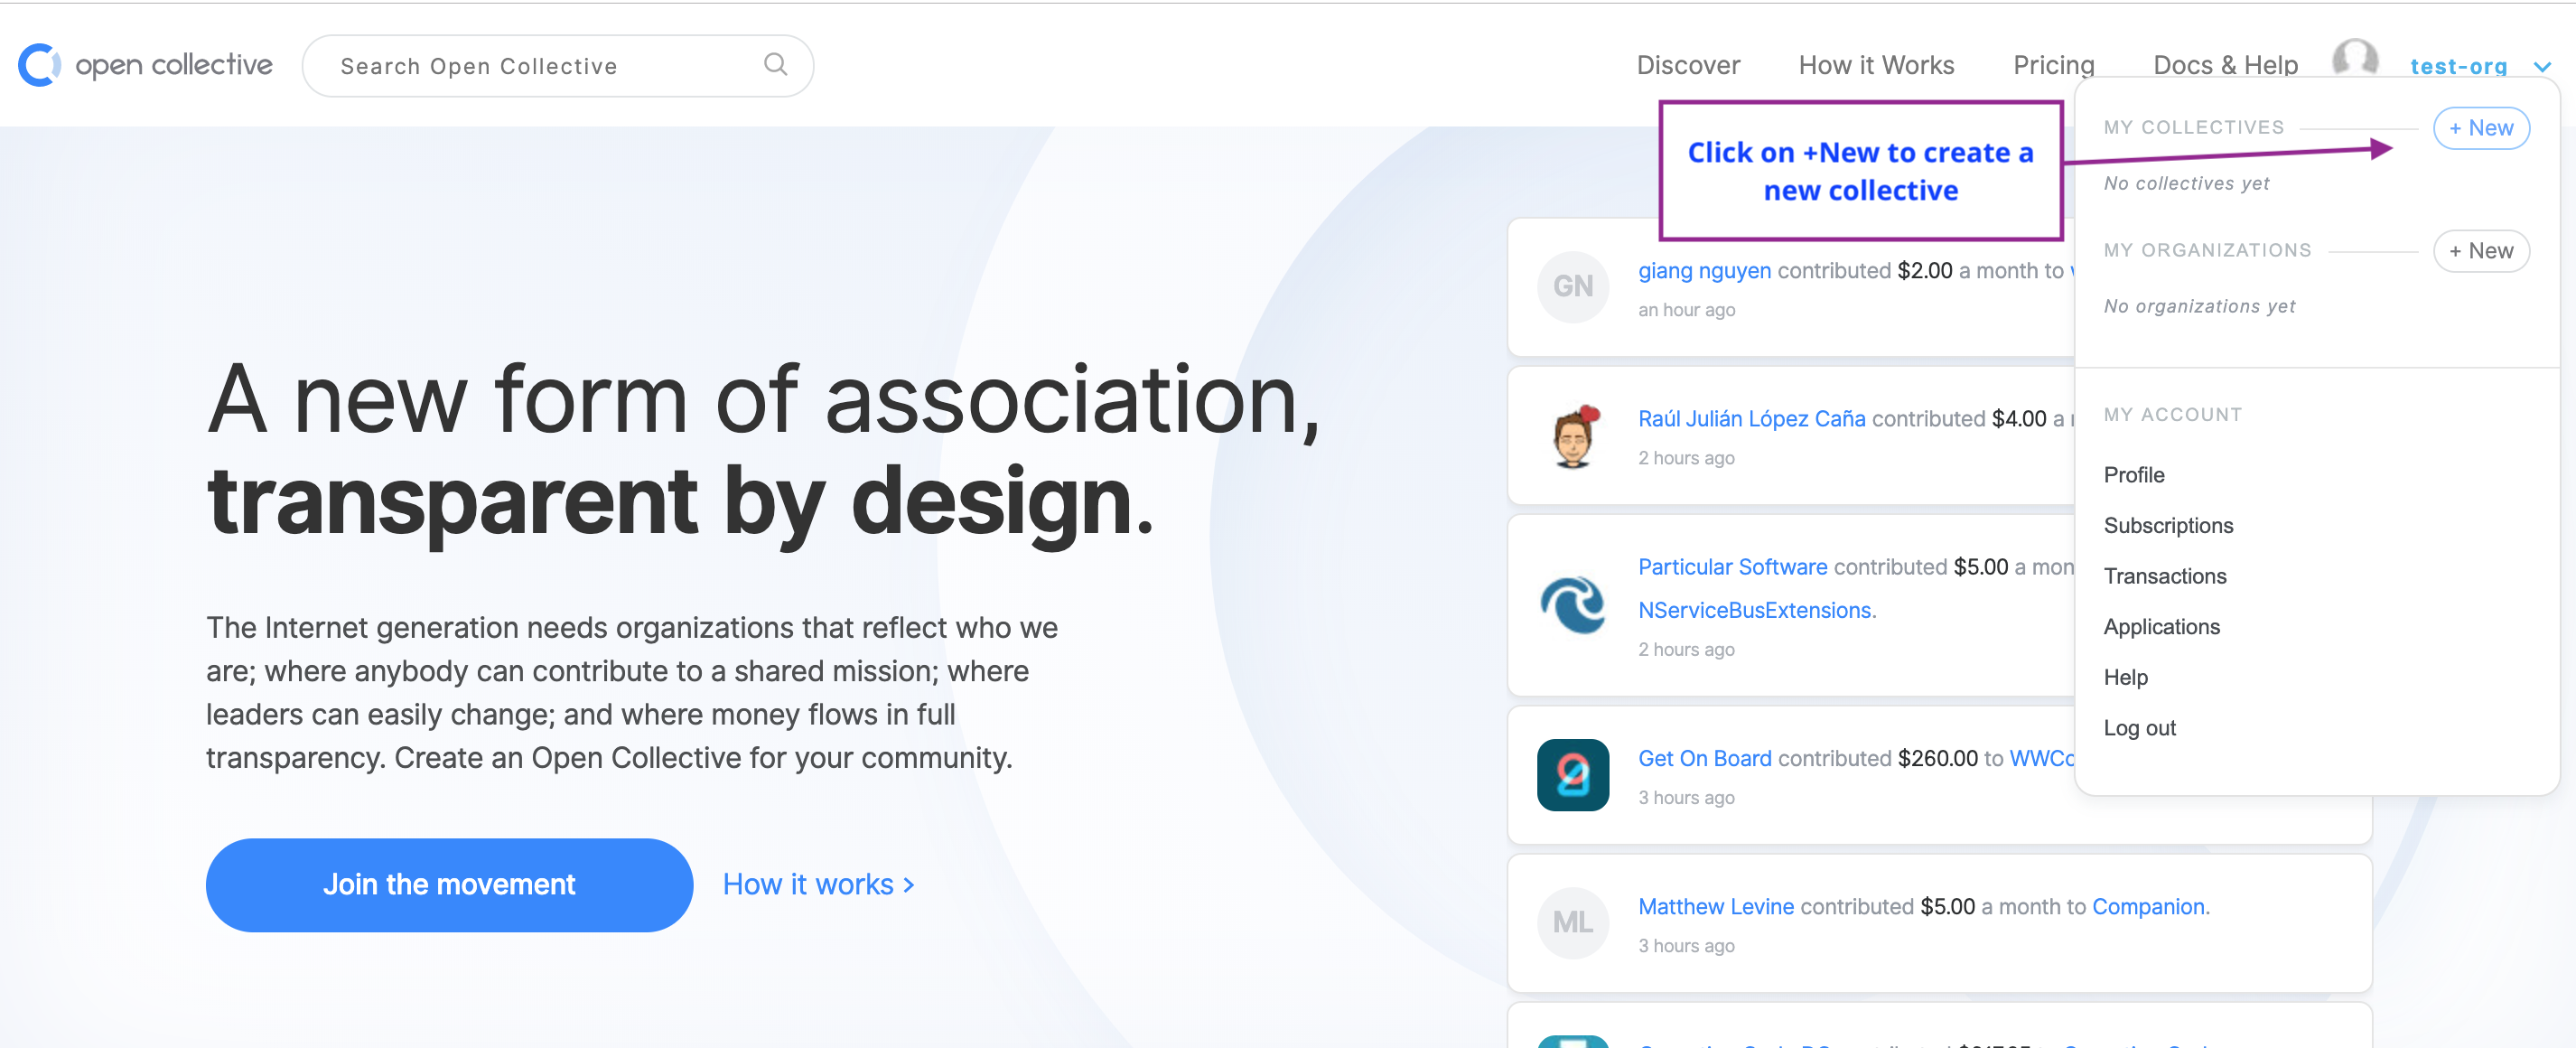 open collective
Search Open Collective
Discover
How it Works
Pricing
Docs & Help
test-org
Click on +New to create a
new collective
MY COLLECTIVES
+ New
No collectives yet
MY ORGANIZATIONS
+ New
No organizations yet
MY ACCOUNT
Profile
Subscriptions
Transactions
Applications
Help
Log out
A new form of association,
transparent by design.
The Internet generation needs organizations that reflect who we
are; where anybody can contribute to a shared mission; where
leaders can easily change; and where money flows in full
transparency. Create an Open Collective for your community.
Join the movement
How it works >
GN
giang nguyen contributed $2.00 a month to
an hour ago
Raúl Julián López Caña contributed $4.00 a
2 hours ago
Particular Software contributed $5.00 a mon
NServiceBusExtensions.
2 hours ago
Get On Board contributed $260.00 to WWCo
3 hours ago
ML
Matthew Levine contributed $5.00 a month to Companion.
3 hours ago